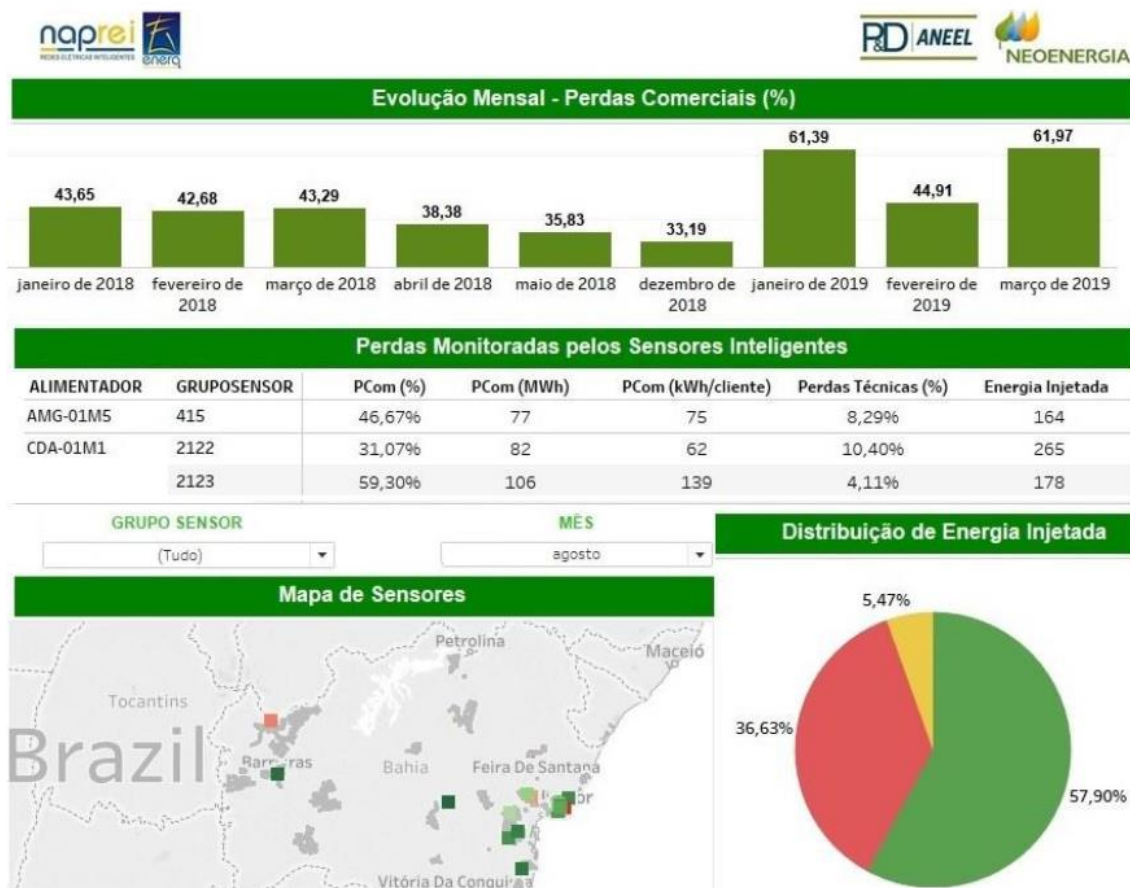 naprei
REDES ELÉTRICAS INTELIGENTES
enerq
P&D ANEEL
NEOENERGIA
Evolução Mensal - Perdas Comerciais (%)
43,65
42,68
43,29
38,38
35,83
33,19
61,39
44,91
61,97
janeiro de 2018
fevereiro de
2018
março de 2018
abril de 2018
maio de 2018
dezembro de
2018
janeiro de 2019
fevereiro de
2019
março de 2019
Perdas Monitoradas pelos Sensores Inteligentes
ALIMENTADOR GRUPOSENSOR PCom (%) PCom (MWh) PCom (kWh/cliente) Perdas Técnicas (%) Energia Injetada
AMG-01M5 415 46,67% 77 75 8,29% 164
CDA-01M1 2122 31,07% 82 62 10,40% 265
2123 59,30% 106 139 4,11% 178
GRUPO SENSOR
(Tudo)
MÊS
agosto
Mapa de Sensores
Petrolina
Maceió
Tocantins
Brazil
Bahia
Feira De Santana
Vitória Da Conqui
Distribuição de Energia Injetada
5,47%
36,63%
57,90%